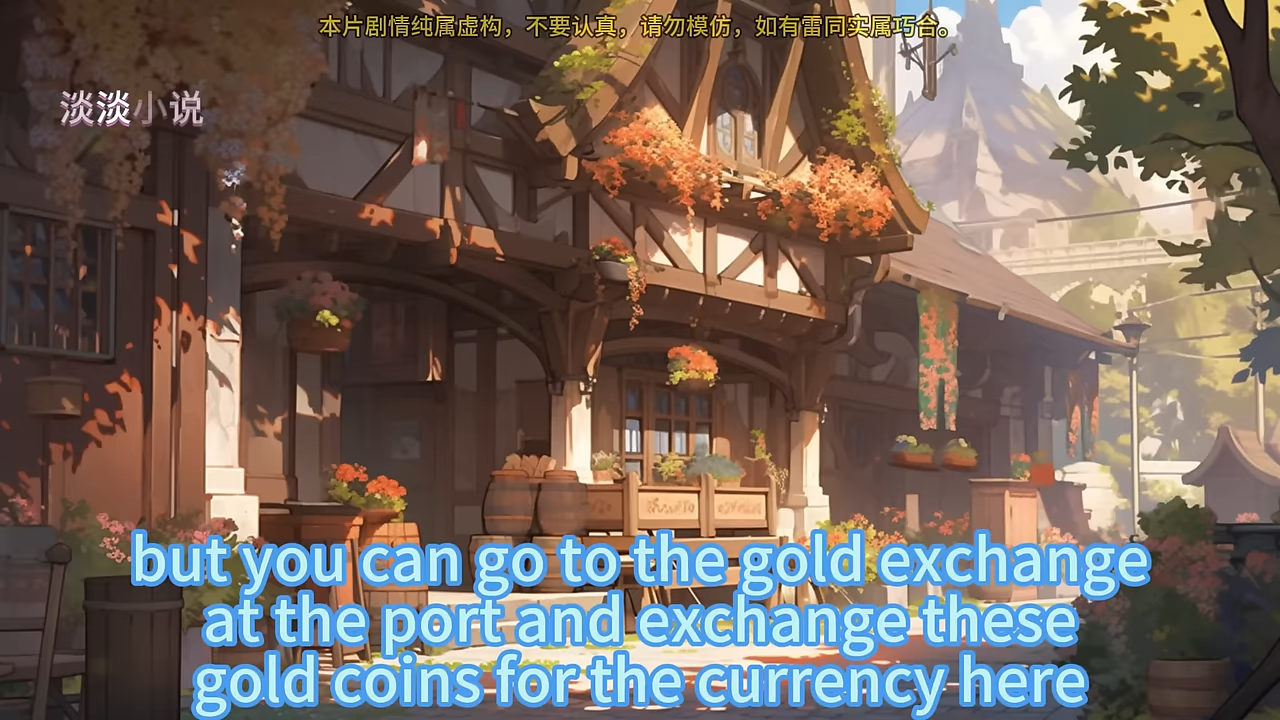 本片剧情纯属虚构，不要认真，请勿模仿，如有雷同实属巧合。
淡淡小说
but you can go to the gold exchange
at the port and exchange these
gold coins for the currency here